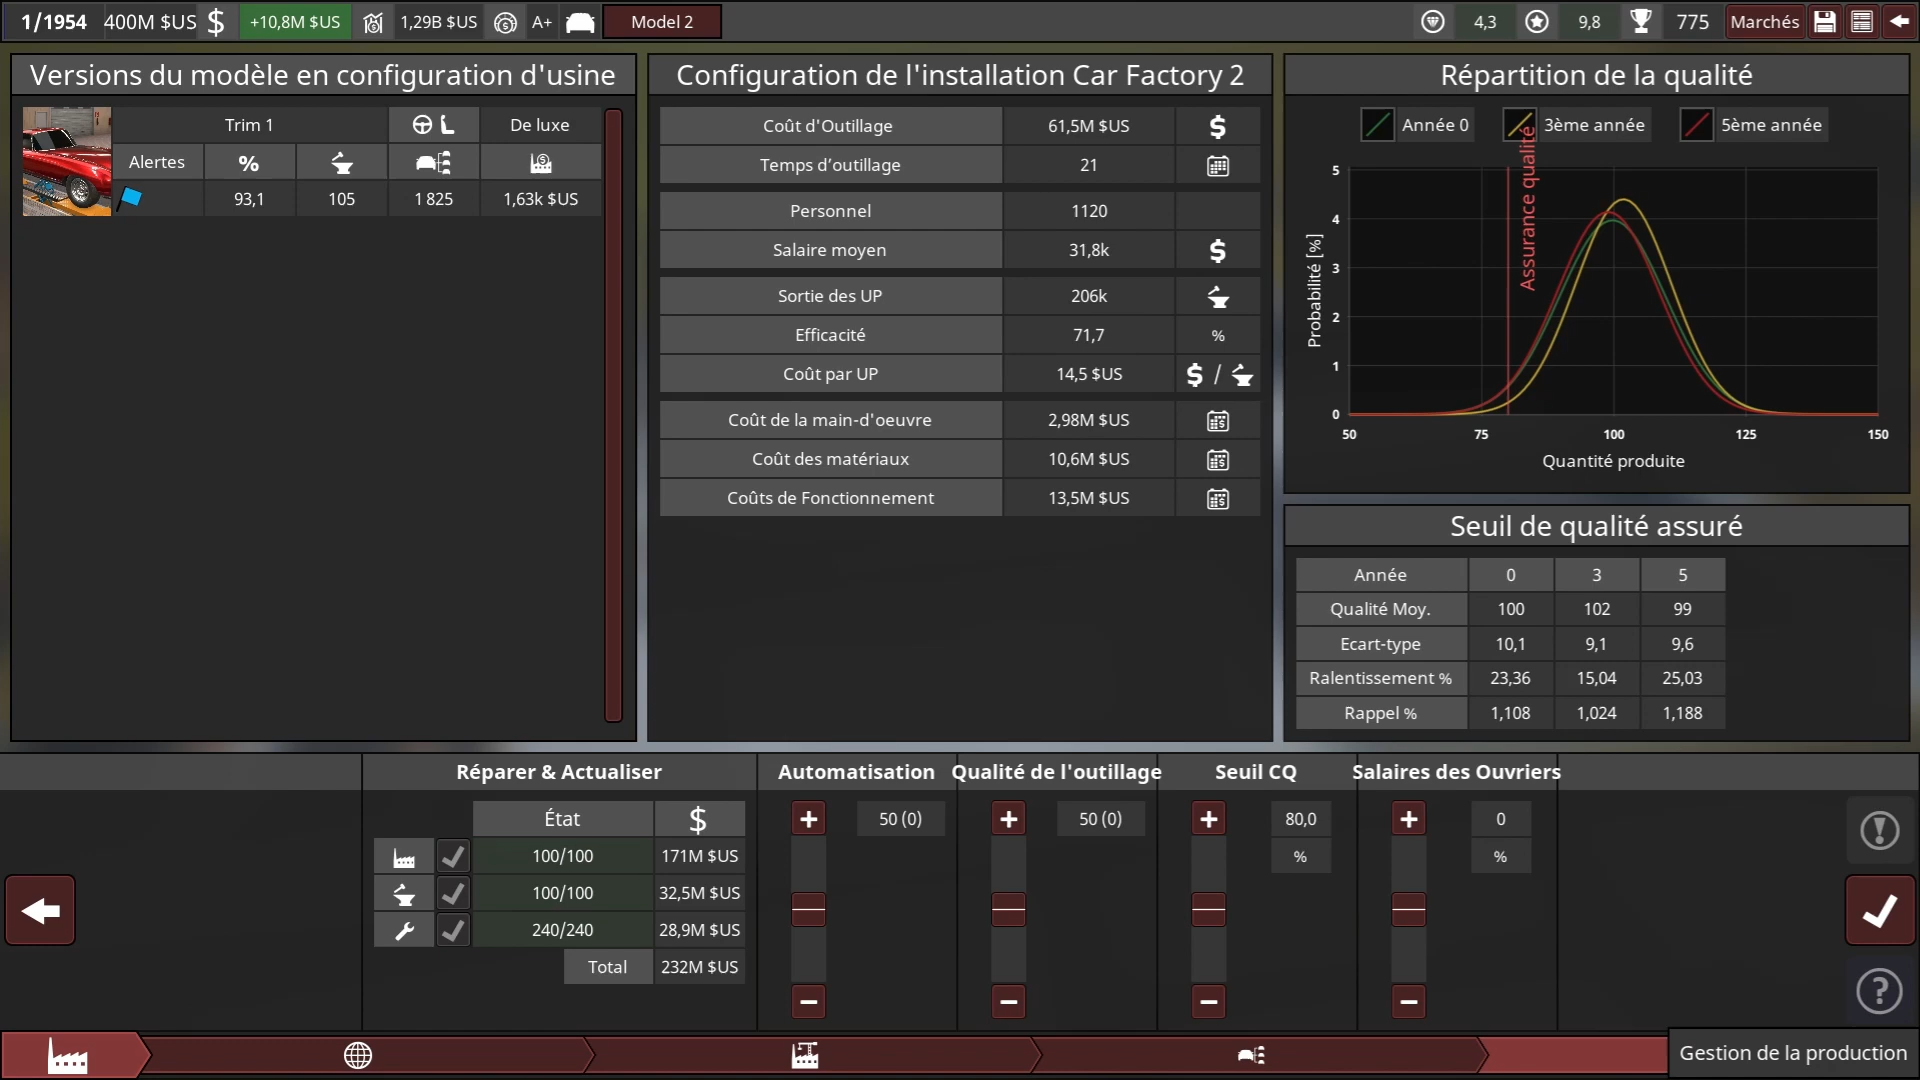 1/1954 400M $US +10,8M $US 1,29B $US A+ Model 2 4,3 9,8 775 Marchés
Versions du modèle en configuration d'usine
Trim 1 De luxe
Alertes %
93,1 105 1 825 1,63k $US
Configuration de l'installation Car Factory 2
Coût d'Outillage 61,5M $US $
Temps d’outillage 21
Personnel 1120
Salaire moyen 31,8k $
Sortie des UP 206k
Efficacité 71,7 %
Coût par UP 14,5 $US $ /
Coût de la main-d'oeuvre 2,98M $US
Coût des matériaux 10,6M $US
Coûts de Fonctionnement 13,5M $US
Répartition de la qualité
Année 0 3ème année 5ème année
Assurance qualité
Probabilité [%]
5
4
3
2
1
0
50 75 100 125 150
Quantité produite
Seuil de qualité assuré
Année 0 3 5
Qualité Moy. 100 102 99
Ecart-type 10,1 9,1 9,6
Ralentissement % 23,36 15,04 25,03
Rappel % 1,108 1,024 1,188
Réparer & Actualiser
État $
100/100 171M $US
100/100 32,5M $US
240/240 28,9M $US
Total 232M $US
Automatisation
50 (0)
Qualité de l'outillage
50 (0)
Seuil CQ
80,0
%
Salaires des Ouvriers
0
%
Gestion de la production